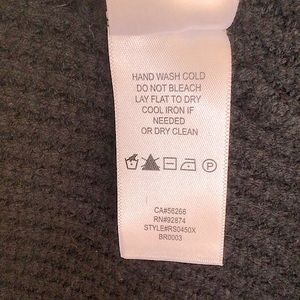 HAND WASH COLD
DO NOT BLEACH
LAY FLAT TO DRY
COOL IRON IF
NEEDED
OR DRY CLEAN
P
CA#56266
RN#92874
STYLE#RS0450X
BR0003